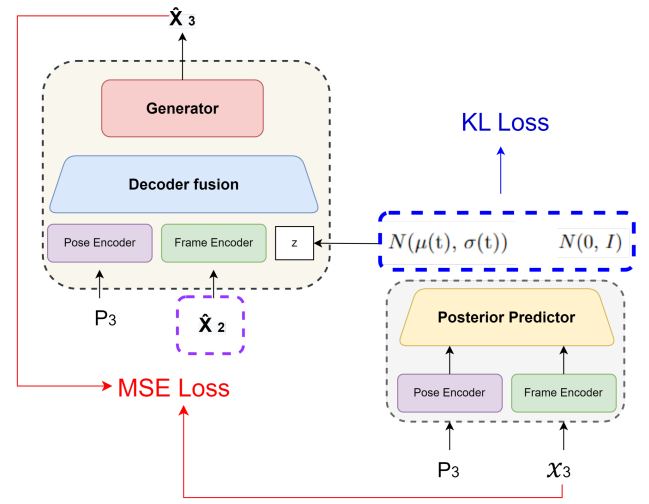 X̂ 3
Generator
KL Loss
Decoder fusion
Pose Encoder
Frame Encoder
z
N(μ(t), σ(t))
N(0, I)
P3
X̂ 2
Posterior Predictor
MSE Loss
Pose Encoder
Frame Encoder
P3
x3